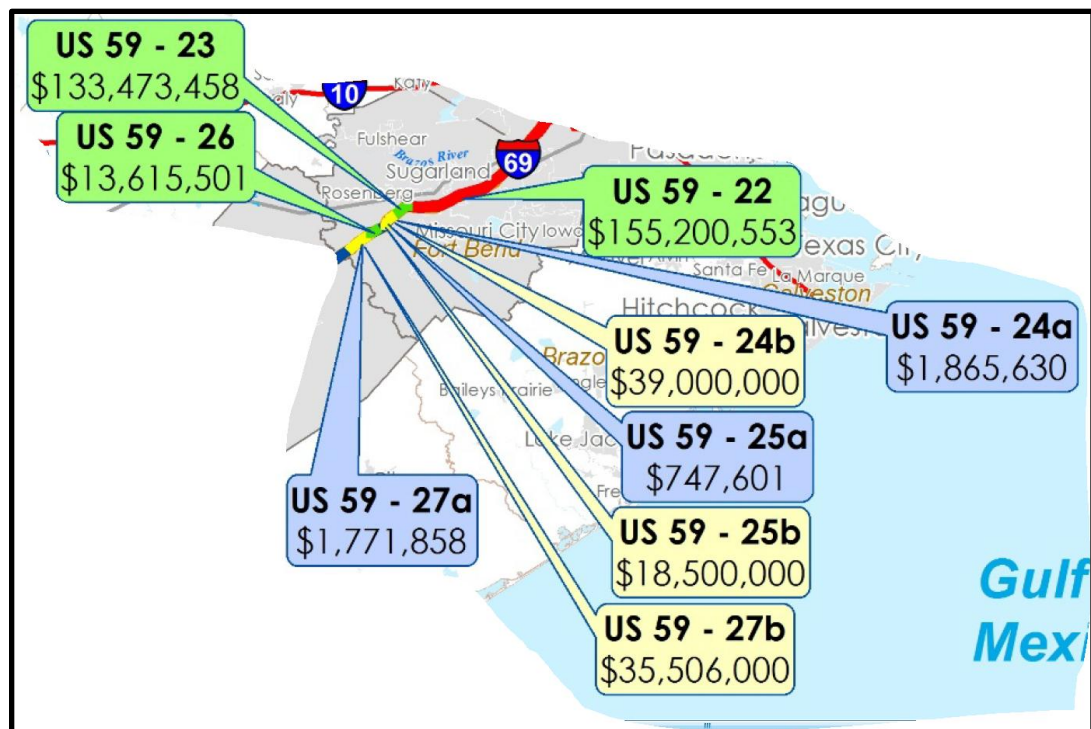 US 59 - 23
$133,473,458
US 59 - 26
$13,615,501
10
Katy
Fulshear
Brazos River
Sugarland
69
Rosenberg
US 59 - 22
$155,200,553
Missouri City
Fort Bend
Texas City
Santa Fe
La Marque
Galveston
Hitchcock
US 59 - 24a
$1,865,630
US 59 - 24b
$39,000,000
Baileys Prairie
US 59 - 25a
$747,601
US 59 - 27a
$1,771,858
US 59 - 25b
$18,500,000
US 59 - 27b
$35,506,000
Gulf